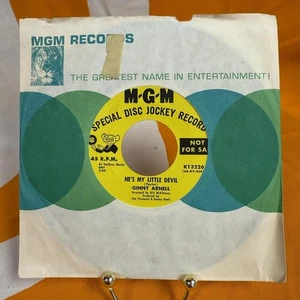 MGM RECORDS
THE GREATEST NAME IN ENTERTAINMENT!
M-G-M
SPECIAL DISC JOCKEY RECORD
NOT
FOR SA
45 R.P.M.
K13226
HE'S MY LITTLE DEVIL
GINNY ARNELL